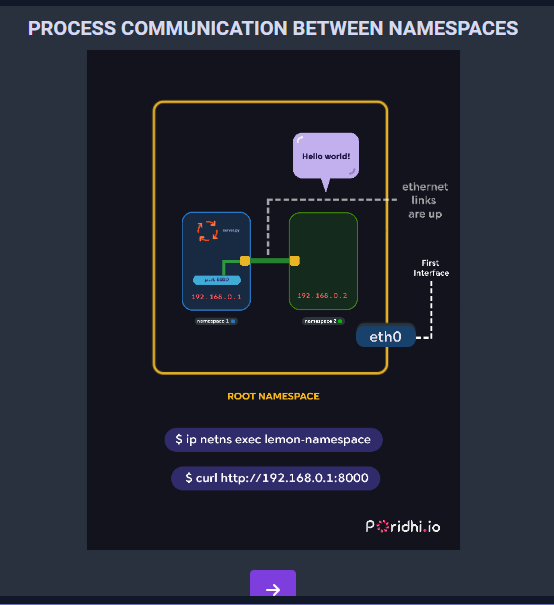 PROCESS COMMUNICATION BETWEEN NAMESPACES
Hello world!
ethernet
links
are up
server.py
First
Interface
192.168.0.1
192.168.0.2
namespace 1
namespace 2
eth0
ROOT NAMESPACE
$ ip netns exec lemon-namespace
$ curl http://192.168.0.1:8000
Poridhi.io